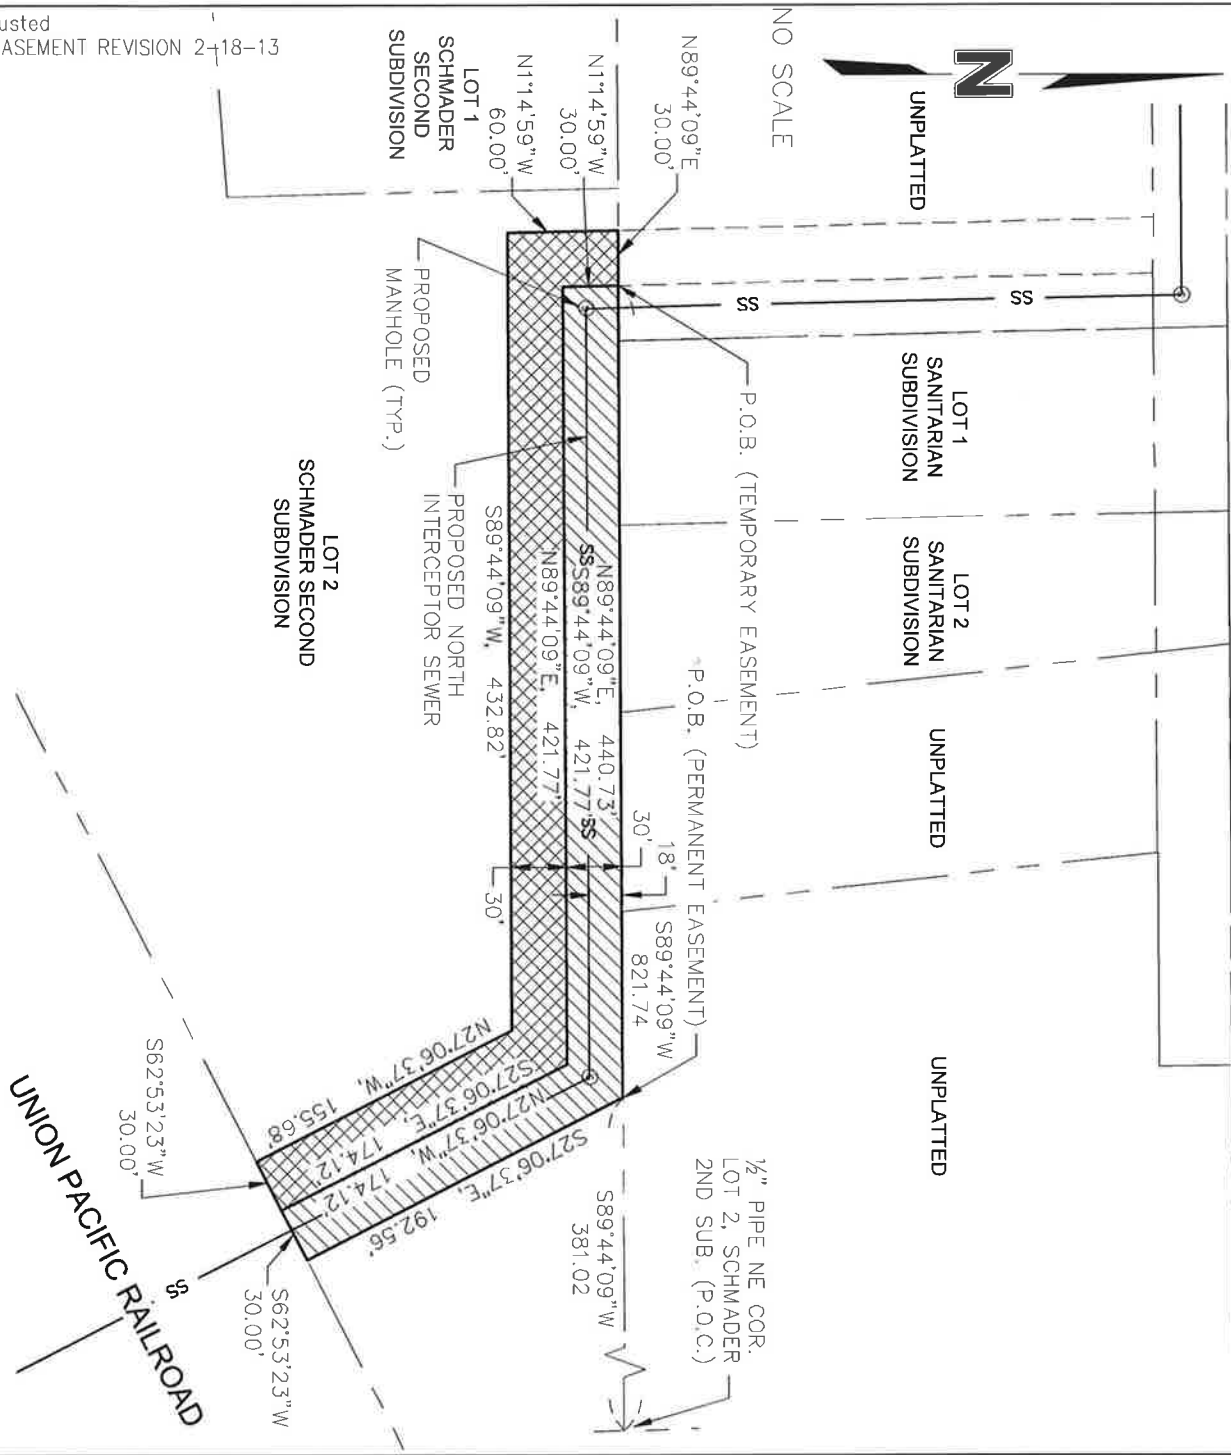 usted
ASEMENT REVISION 2-18-13
NO SCALE
N
UNPLATTED
LOT 1
SANITARIAN
SUBDIVISION
LOT 2
SANITARIAN
SUBDIVISION
UNPLATTED
UNPLATTED
N89°44'09"E
30.00'
N1°14'59"W
30.00'
N1°14'59"W
60.00'
LOT 1
SCHMADER
SECOND
SUBDIVISION
SS
SS
P.O.B. (TEMPORARY EASEMENT)
P.O.B. (PERMANENT EASEMENT)
PROPOSED
MANHOLE (TYP.)
PROPOSED NORTH
INTERCEPTOR SEWER
N89°44'09"E, 440.73'
SS
S89°44'09"W, 421.77'
SS
N89°44'09"E, 421.77'
S89°44'09"W, 432.82'
30'
18'
30'
S89°44'09"W
821.74
½" PIPE NE COR.
LOT 2, SCHMADER
2ND SUB. (P.O.C.)
S89°44'09"W
381.02
LOT 2
SCHMADER SECOND
SUBDIVISION
N27°06'37"W, 155.68'
S27°06'37"E, 174.12'
N27°06'37"W, 174.12'
S27°06'37"E, 192.56'
S62°53'23"W
30.00'
S62°53'23"W
30.00'
SS
UNION PACIFIC RAILROAD